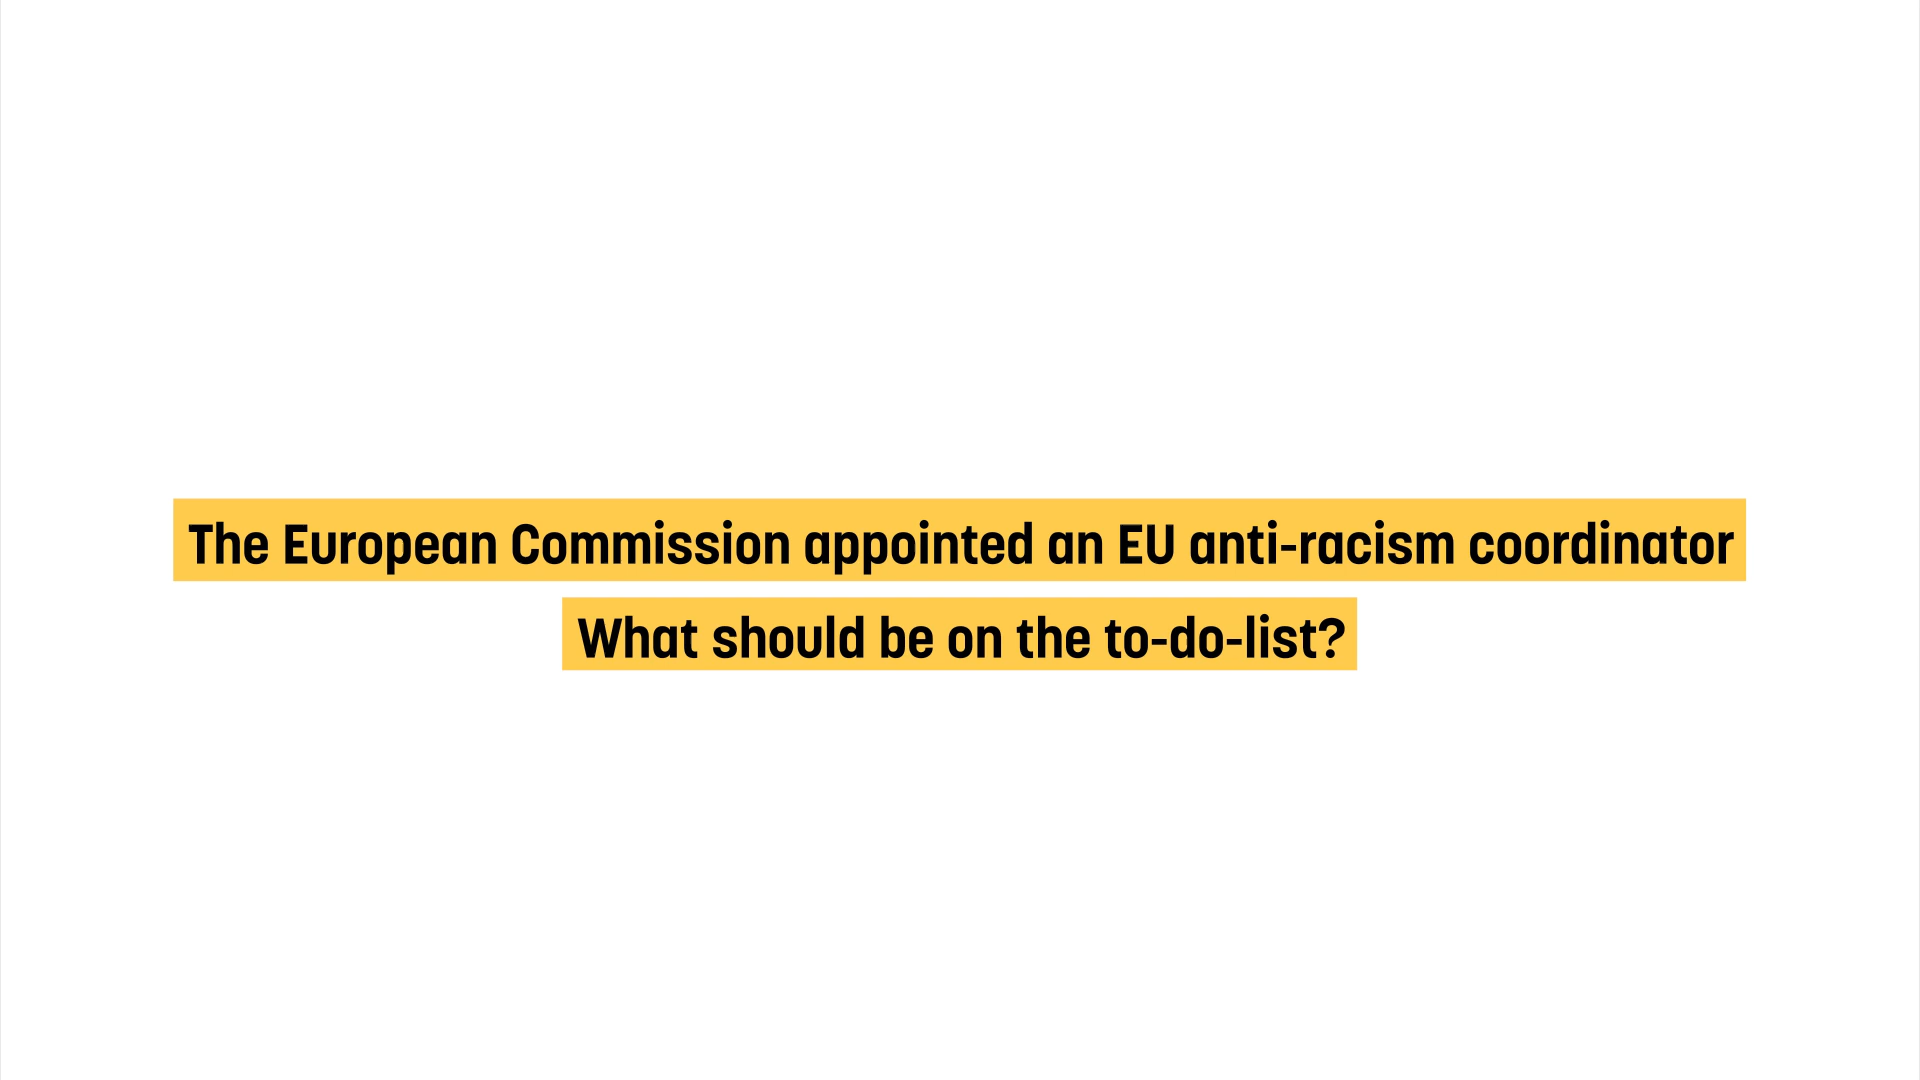 The European Commission appointed an EU anti-racism coordinator
What should be on the to-do-list?